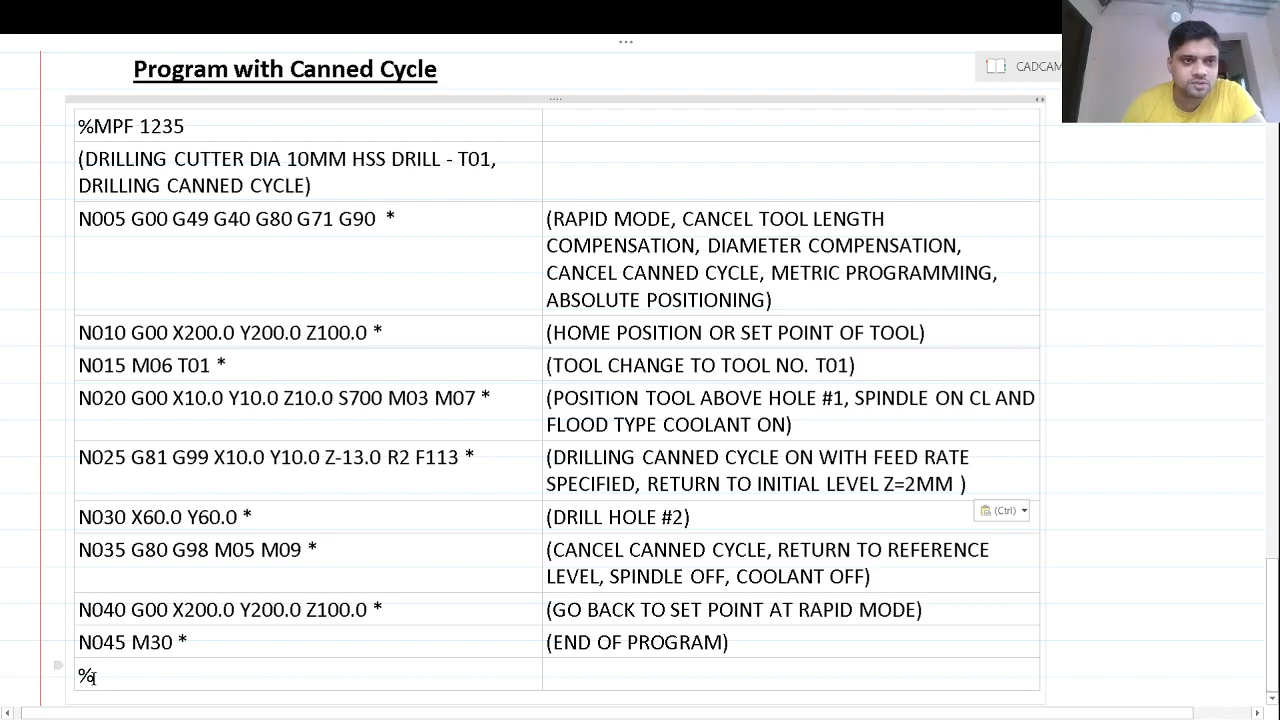 Program with Canned Cycle
CADCAM
%MPF 1235
(DRILLING CUTTER DIA 10MM HSS DRILL - T01,
DRILLING CANNED CYCLE)
N005 G00 G49 G40 G80 G71 G90 *
(RAPID MODE, CANCEL TOOL LENGTH
COMPENSATION, DIAMETER COMPENSATION,
CANCEL CANNED CYCLE, METRIC PROGRAMMING,
ABSOLUTE POSITIONING)
N010 G00 X200.0 Y200.0 Z100.0 *
(HOME POSITION OR SET POINT OF TOOL)
N015 M06 T01 *
(TOOL CHANGE TO TOOL NO. T01)
N020 G00 X10.0 Y10.0 Z10.0 S700 M03 M07 *
(POSITION TOOL ABOVE HOLE #1, SPINDLE ON CL AND
FLOOD TYPE COOLANT ON)
N025 G81 G99 X10.0 Y10.0 Z-13.0 R2 F113 *
(DRILLING CANNED CYCLE ON WITH FEED RATE
SPECIFIED, RETURN TO INITIAL LEVEL Z=2MM )
(Ctrl)
N030 X60.0 Y60.0 *
(DRILL HOLE #2)
N035 G80 G98 M05 M09 *
(CANCEL CANNED CYCLE, RETURN TO REFERENCE
LEVEL, SPINDLE OFF, COOLANT OFF)
N040 G00 X200.0 Y200.0 Z100.0 *
(GO BACK TO SET POINT AT RAPID MODE)
N045 M30 *
(END OF PROGRAM)
%